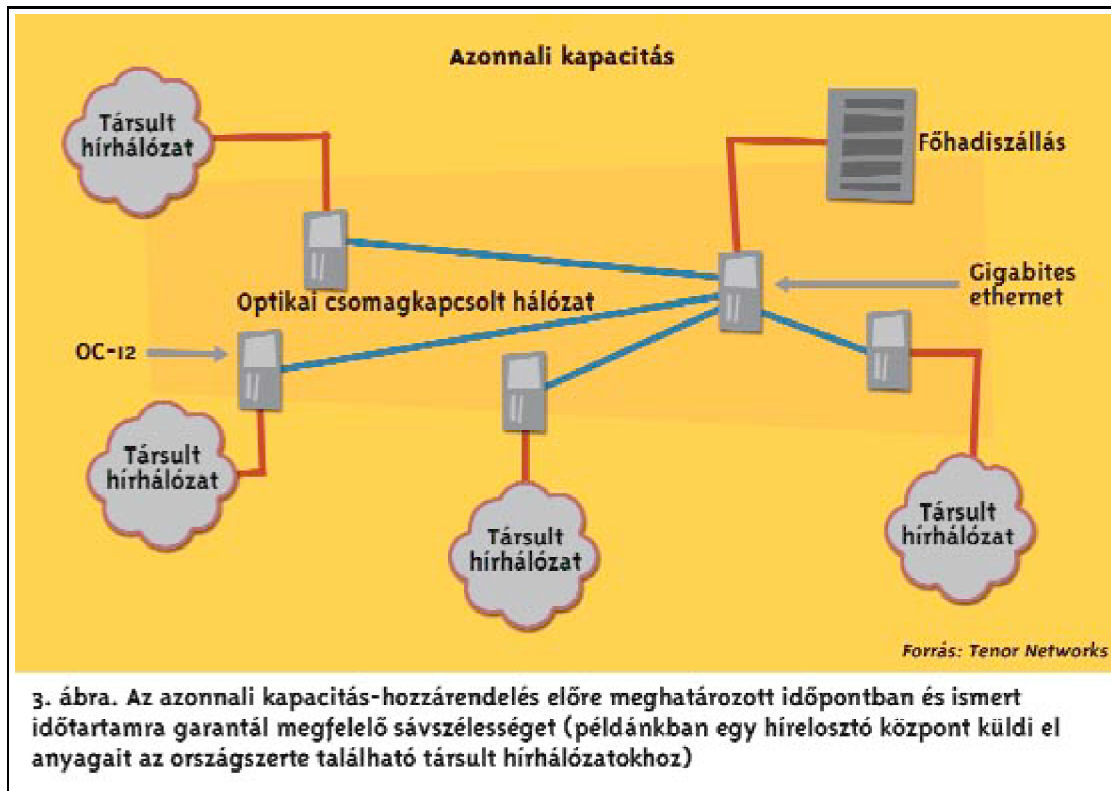 Azonnali kapacitás
Társult
hírhálózat
Főhadiszállás
Gigabites
ethernet
Optikai csomagkapcsolt hálózat
OC-12
Társult
hírhálózat
Társult
hírhálózat
Társult
hírhálózat
Forrás: Tenor Networks
3. ábra. Az azonnali kapacitás-hozzárendelés előre meghatározott időpontban és ismert
időtartamra garantál megfelelő sávszélességet (példánkban egy hírelosztó központ küldi el
anyagait az országszerte található társult hírhálózatokhoz)